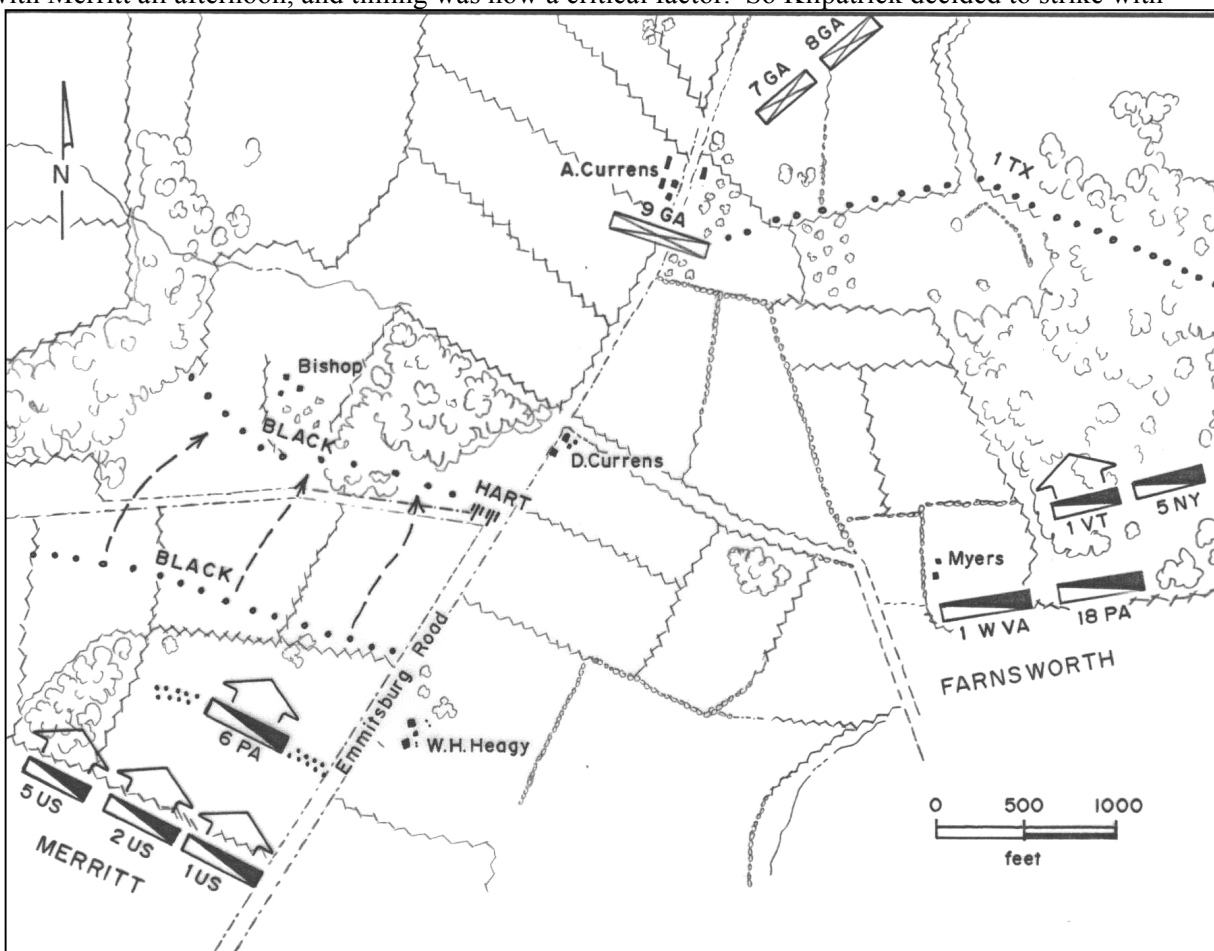 with Merritt all afternoon, and timing was now a critical factor. So Kilpatrick decided to strike with
8 GA
7 GA
N
A. Currens
1 TX
9 GA
Bishop
BLACK
D. Currens
HART
1 VT
5 NY
BLACK
Myers
1 W VA
18 PA
FARNSWORTH
Emmitsburg Road
6 PA
W.H. Heagy
5 US
2 US
1 US
MERRITT
0 500 1000
feet